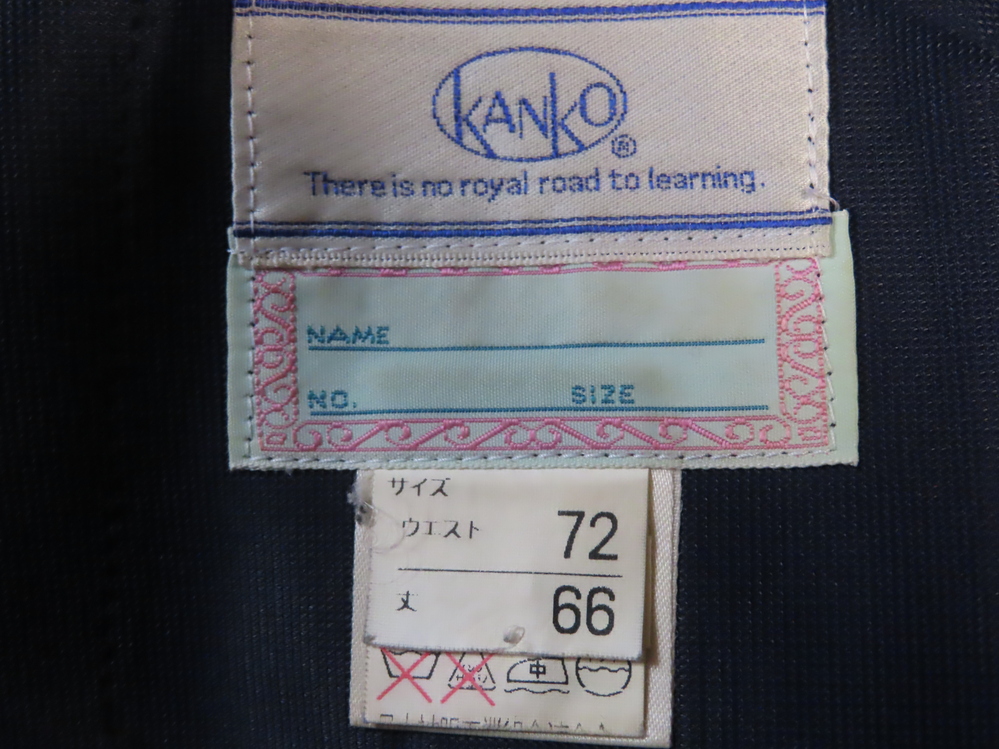 KANKO
®
There is no royal road to learning.
NAME
NO. SIZE
サイズ
ウエスト 72
丈 66
中